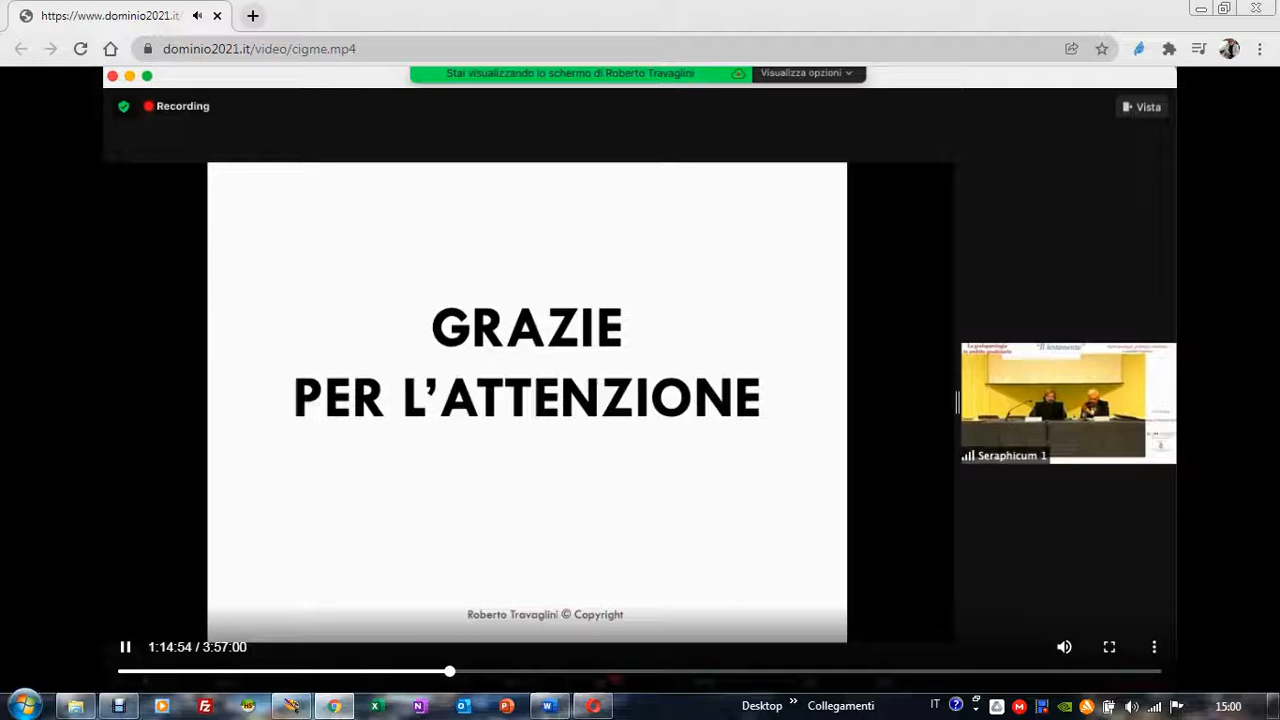 https://www.dominio2021.it/
dominio2021.it/video/cigme.mp4
Stai visualizzando lo schermo di Roberto Travaglini
Visualizza opzioni
Recording
Vista
GRAZIE
PER L'ATTENZIONE
"Il testamento"
Seraphicum 1
Roberto Travaglini © Copyright
1:14:54 / 3:57:00
Desktop
Collegamenti
IT
15:00